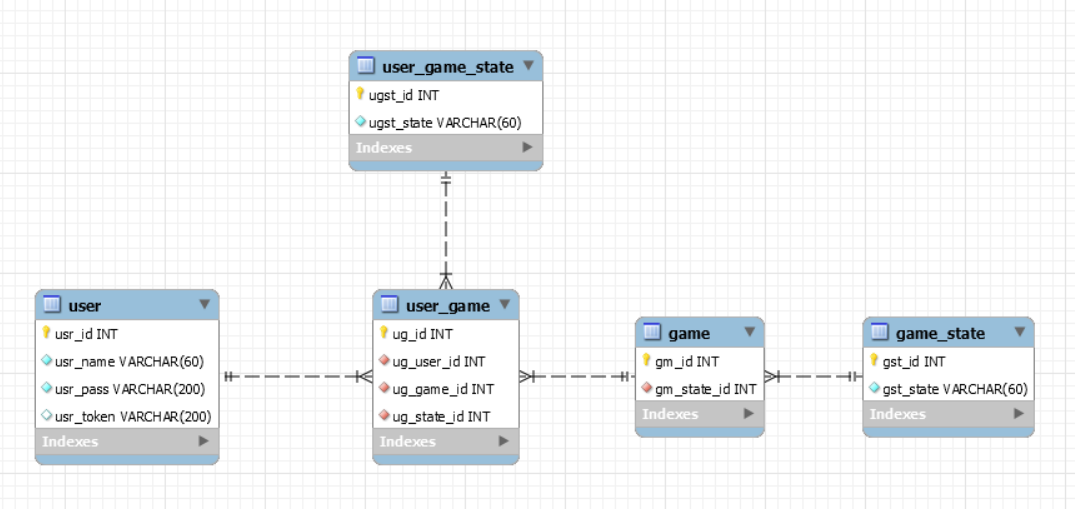 user_game_state
ugst_id INT
ugst_state VARCHAR(60)
Indexes
user
usr_id INT
usr_name VARCHAR(60)
usr_pass VARCHAR(200)
usr_token VARCHAR(200)
Indexes
user_game
ug_id INT
ug_user_id INT
ug_game_id INT
ug_state_id INT
Indexes
game
gm_id INT
gm_state_id INT
Indexes
game_state
gst_id INT
gst_state VARCHAR(60)
Indexes